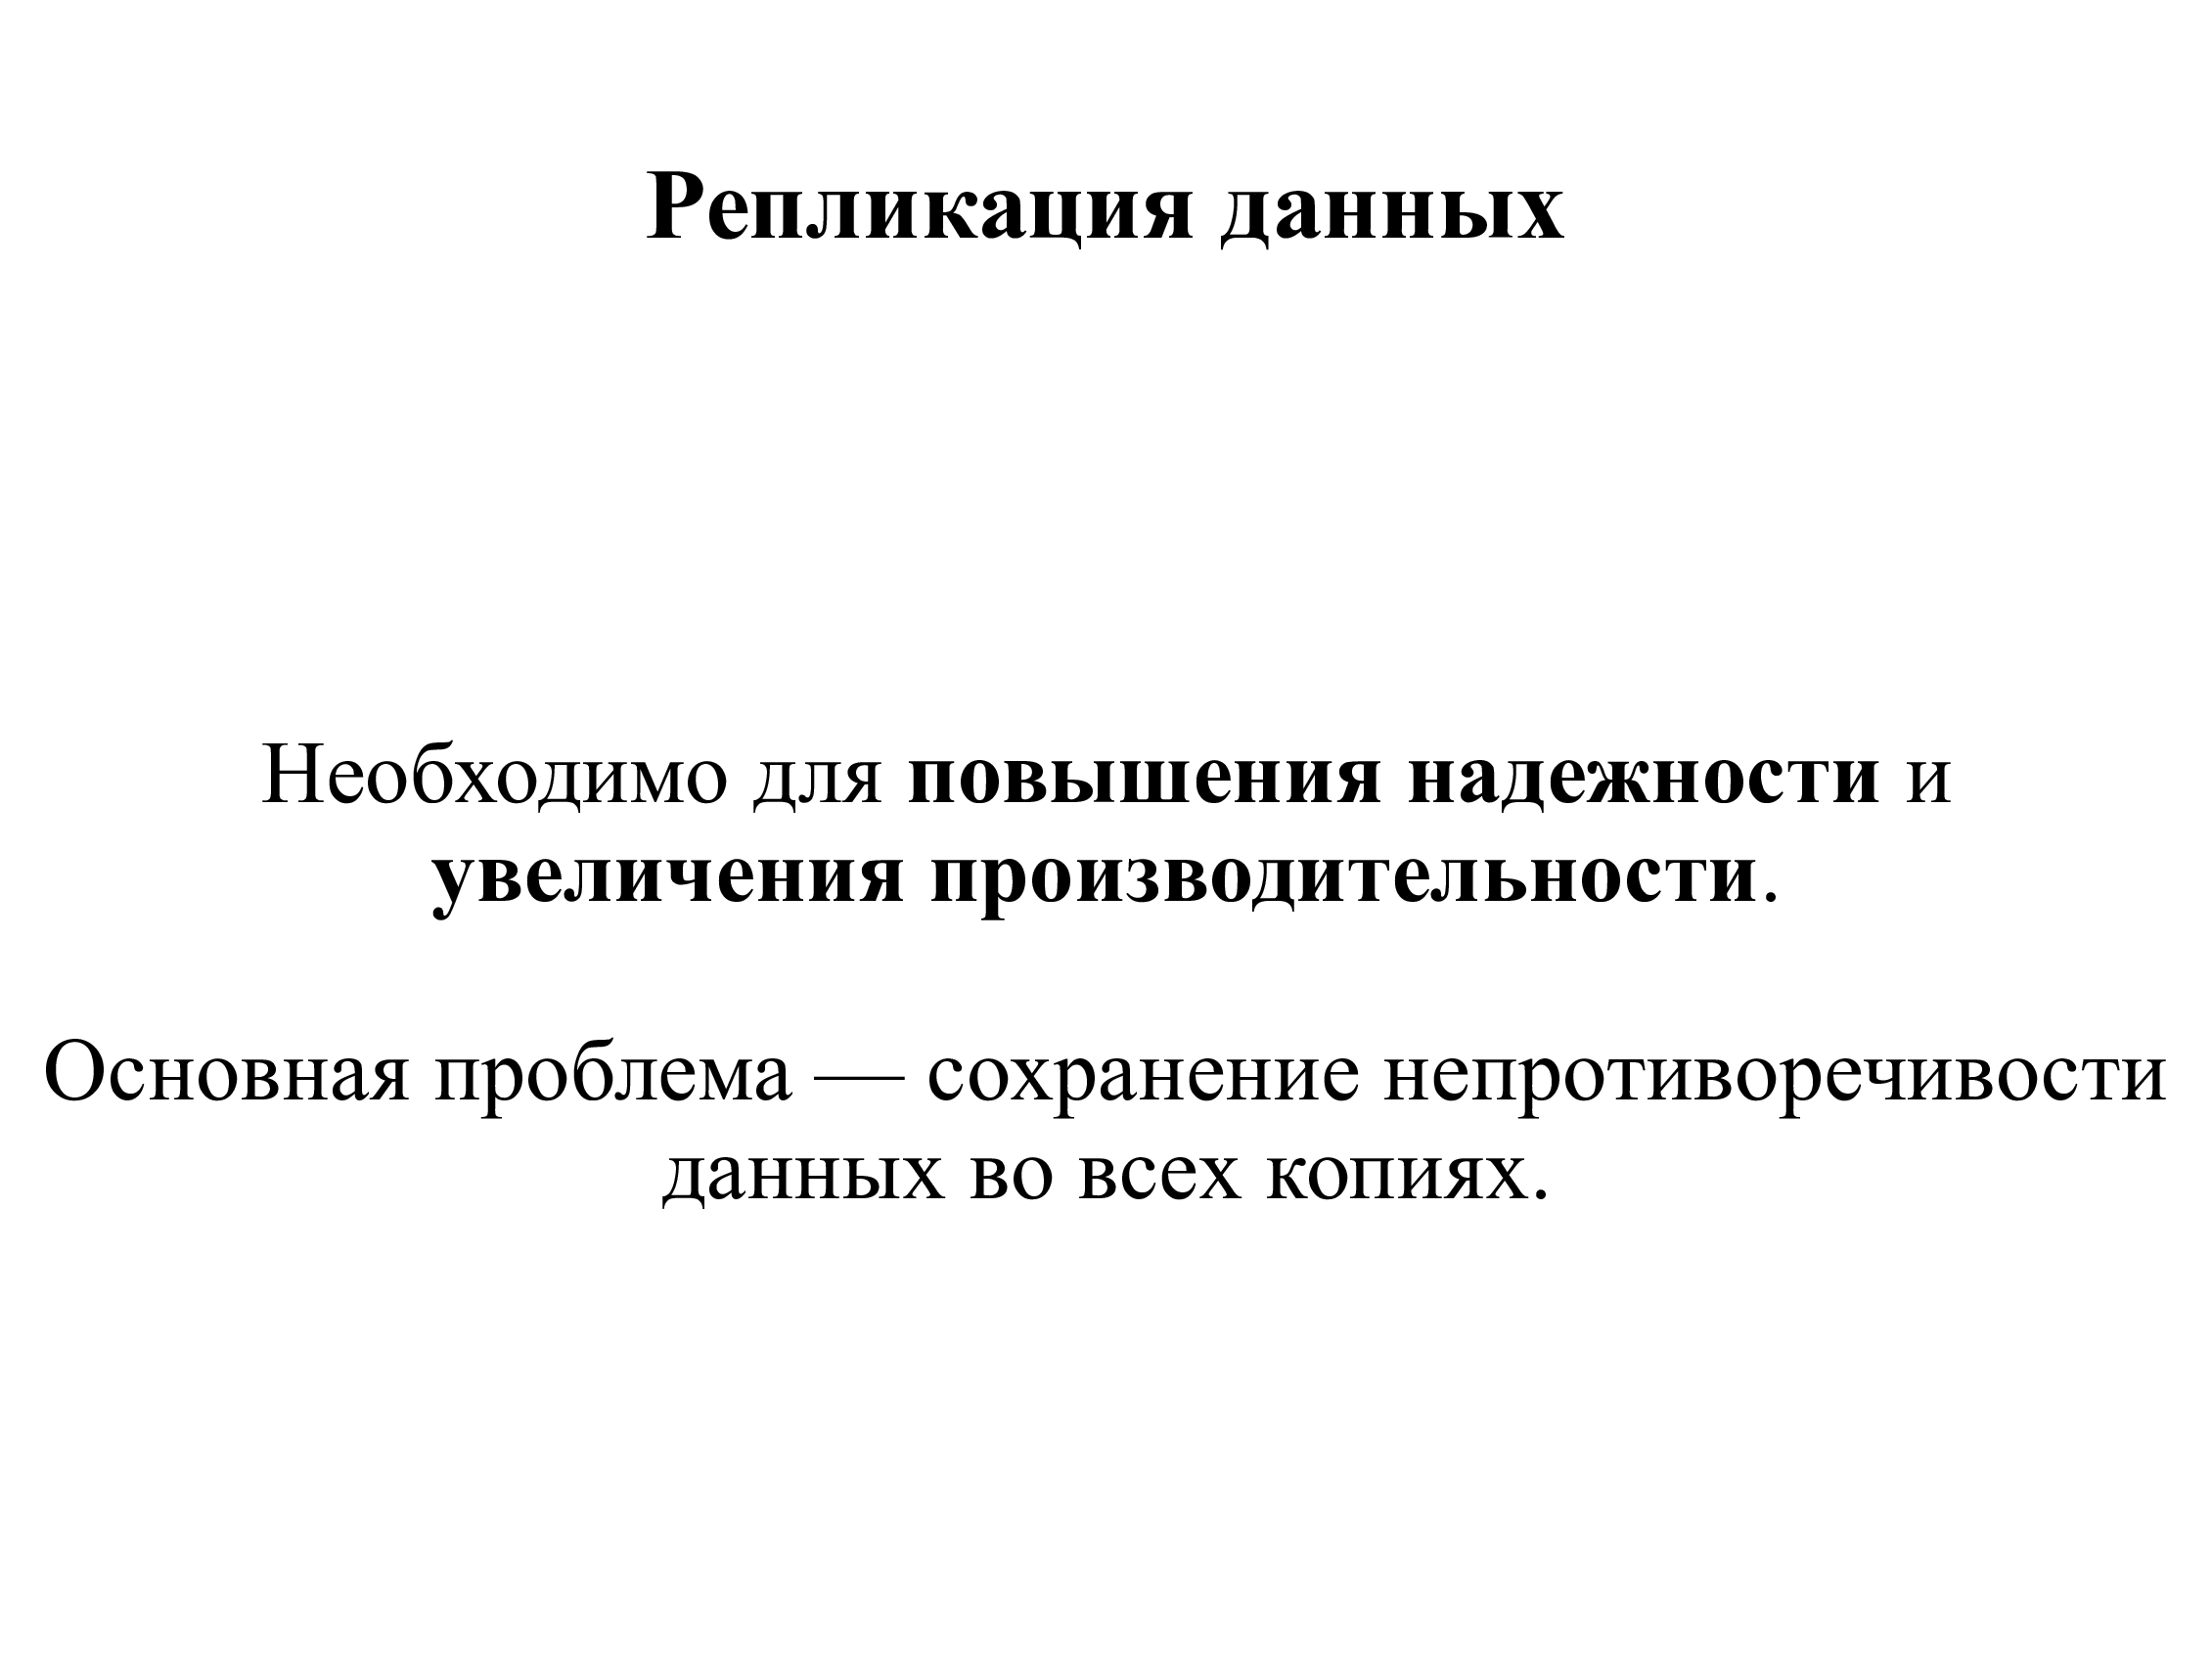 Репликация данных
Необходимо для повышения надежности и
увеличения производительности.
Основная проблема — сохранение непротиворечивости
данных во всех копиях.